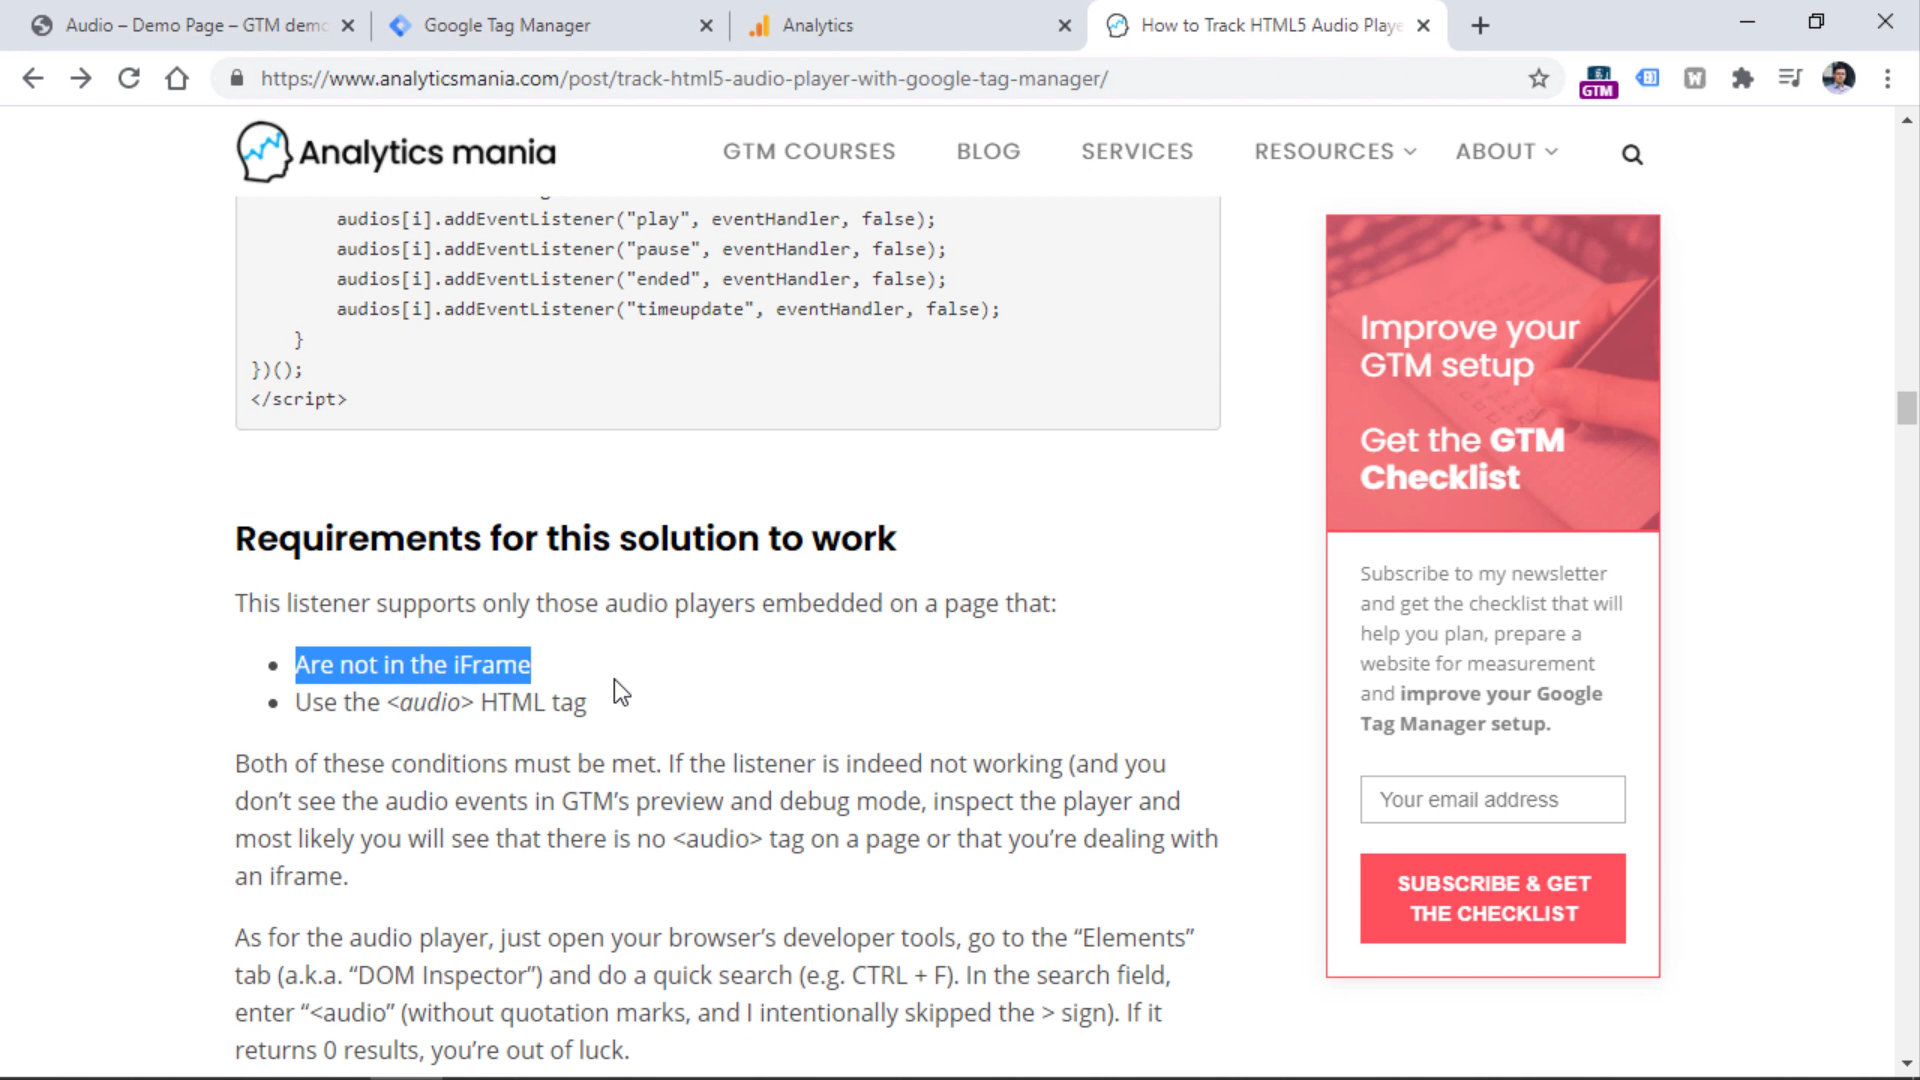 Audio – Demo Page – GTM demo
Google Tag Manager
Analytics
How to Track HTML5 Audio Playe
https://www.analyticsmania.com/post/track-html5-audio-player-with-google-tag-manager/
GTM
W
Analytics mania
GTM COURSES
BLOG
SERVICES
RESOURCES
ABOUT
audios[i].addEventListener("play", eventHandler, false);
audios[i].addEventListener("pause", eventHandler, false);
audios[i].addEventListener("ended", eventHandler, false);
audios[i].addEventListener("timeupdate", eventHandler, false);
}
})();
</script>
Requirements for this solution to work
This listener supports only those audio players embedded on a page that:
• Are not in the iFrame
• Use the <audio> HTML tag
Both of these conditions must be met. If the listener is indeed not working (and you
don’t see the audio events in GTM’s preview and debug mode, inspect the player and
most likely you will see that there is no <audio> tag on a page or that you’re dealing with
an iframe.
As for the audio player, just open your browser’s developer tools, go to the “Elements”
tab (a.k.a. “DOM Inspector”) and do a quick search (e.g. CTRL + F). In the search field,
enter “<audio” (without quotation marks, and I intentionally skipped the > sign). If it
returns 0 results, you’re out of luck.
Improve your
GTM setup
Get the GTM
Checklist
Subscribe to my newsletter
and get the checklist that will
help you plan, prepare a
website for measurement
and improve your Google
Tag Manager setup.
Your email address
SUBSCRIBE & GET
THE CHECKLIST